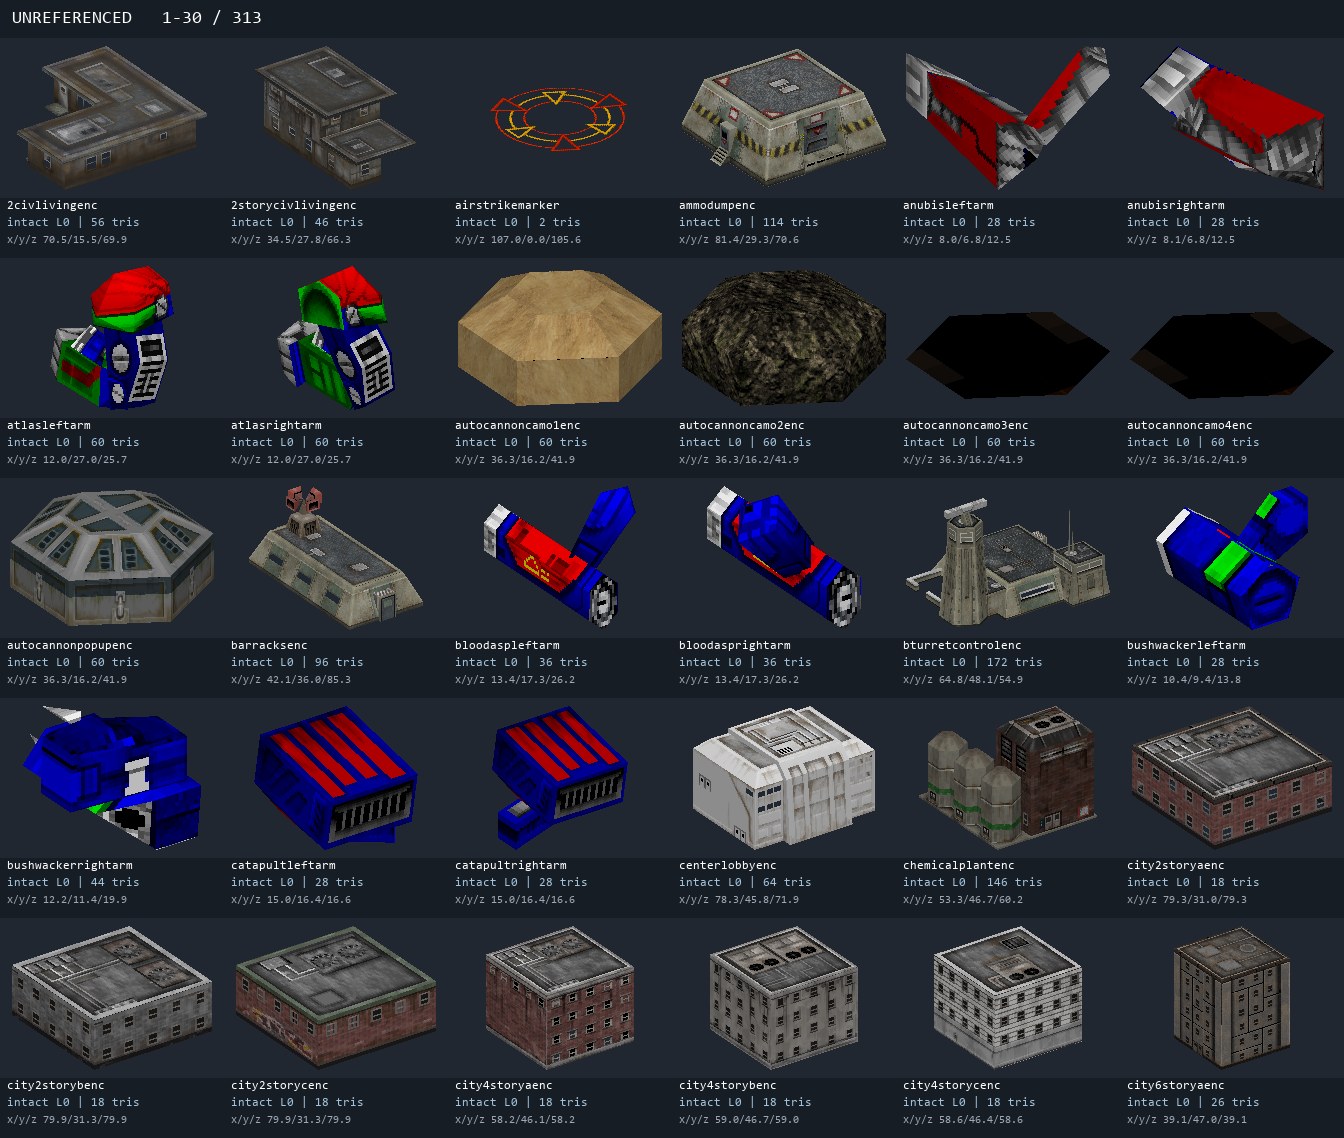 UNREFERENCED 1-30 / 313
2civlivingenc
intact L0 | 56 tris
x/y/z 70.5/15.5/69.9
2storycivlivingenc
intact L0 | 46 tris
x/y/z 34.5/27.8/66.3
airstrikemarker
intact L0 | 2 tris
x/y/z 107.0/0.0/105.6
ammodumpenc
intact L0 | 114 tris
x/y/z 81.4/29.3/70.6
anubisleftarm
intact L0 | 28 tris
x/y/z 8.0/6.8/12.5
anubisrightarm
intact L0 | 28 tris
x/y/z 8.1/6.8/12.5
atlasleftarm
intact L0 | 60 tris
x/y/z 12.0/27.0/25.7
atlasrightarm
intact L0 | 60 tris
x/y/z 12.0/27.0/25.7
autocannoncamo1enc
intact L0 | 60 tris
x/y/z 36.3/16.2/41.9
autocannoncamo2enc
intact L0 | 60 tris
x/y/z 36.3/16.2/41.9
autocannoncamo3enc
intact L0 | 60 tris
x/y/z 36.3/16.2/41.9
autocannoncamo4enc
intact L0 | 60 tris
x/y/z 36.3/16.2/41.9
autocannonpopupenc
intact L0 | 60 tris
x/y/z 36.3/16.2/41.9
barracksenc
intact L0 | 96 tris
x/y/z 42.1/36.0/85.3
bloodaspleftarm
intact L0 | 36 tris
x/y/z 13.4/17.3/26.2
bloodasprightarm
intact L0 | 36 tris
x/y/z 13.4/17.3/26.2
bturretcontrolenc
intact L0 | 172 tris
x/y/z 64.8/48.1/54.9
bushwackerleftarm
intact L0 | 28 tris
x/y/z 10.4/9.4/13.8
bushwackerrightarm
intact L0 | 44 tris
x/y/z 12.2/11.4/19.9
catapultleftarm
intact L0 | 28 tris
x/y/z 15.0/16.4/16.6
catapultrightarm
intact L0 | 28 tris
x/y/z 15.0/16.4/16.6
centerlobbyenc
intact L0 | 64 tris
x/y/z 78.3/45.8/71.9
chemicalplantenc
intact L0 | 146 tris
x/y/z 53.3/46.7/60.2
city2storyaenc
intact L0 | 18 tris
x/y/z 79.3/31.0/79.3
city2storybenc
intact L0 | 18 tris
x/y/z 79.9/31.3/79.9
city2storycenc
intact L0 | 18 tris
x/y/z 79.9/31.3/79.9
city4storyaenc
intact L0 | 18 tris
x/y/z 58.2/46.1/58.2
city4storybenc
intact L0 | 18 tris
x/y/z 59.0/46.7/59.0
city4storycenc
intact L0 | 18 tris
x/y/z 58.6/46.4/58.6
city6storyaenc
intact L0 | 26 tris
x/y/z 39.1/47.0/39.1